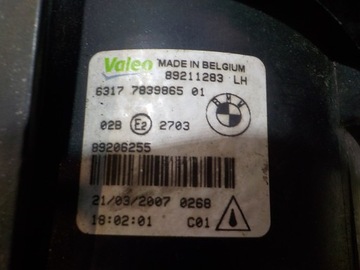 Valeo MADE IN BELGIUM
89211283 LH
6317 7839865 01
02B E2 2703
BMW
89206255
21/03/2007 0268
18:02:01 C01